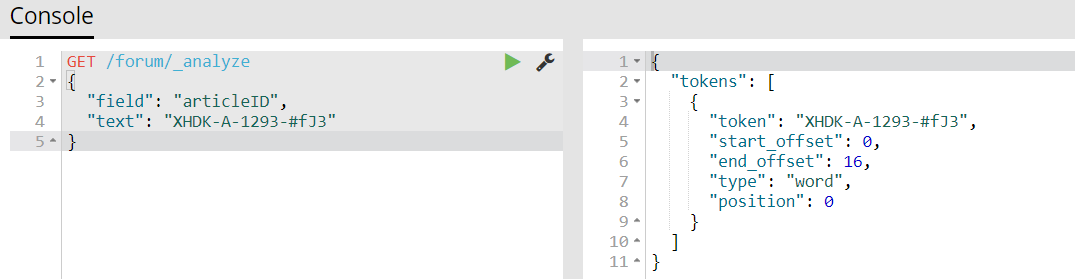 Console
1 GET /forum/_analyze
2 {
3 "field": "articleID",
4 "text": "XHDK-A-1293-#fJ3"
5 }
1 {
2 "tokens": [
3 {
4 "token": "XHDK-A-1293-#fJ3",
5 "start_offset": 0,
6 "end_offset": 16,
7 "type": "word",
8 "position": 0
9 }
10 ]
11 }